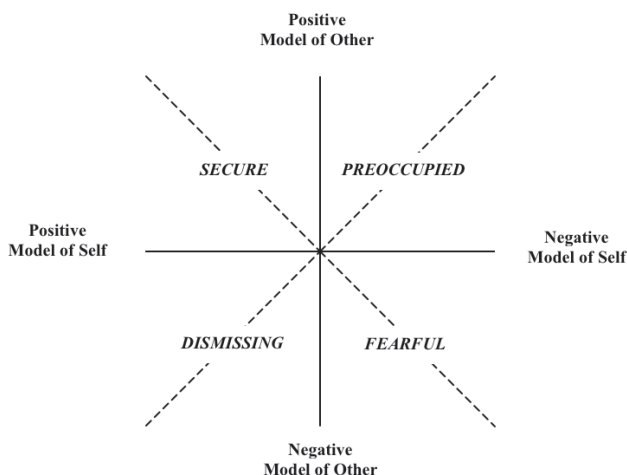 Positive
Model of Other
SECURE
PREOCCUPIED
Positive
Model of Self
Negative
Model of Self
DISMISSING
FEARFUL
Negative
Model of Other